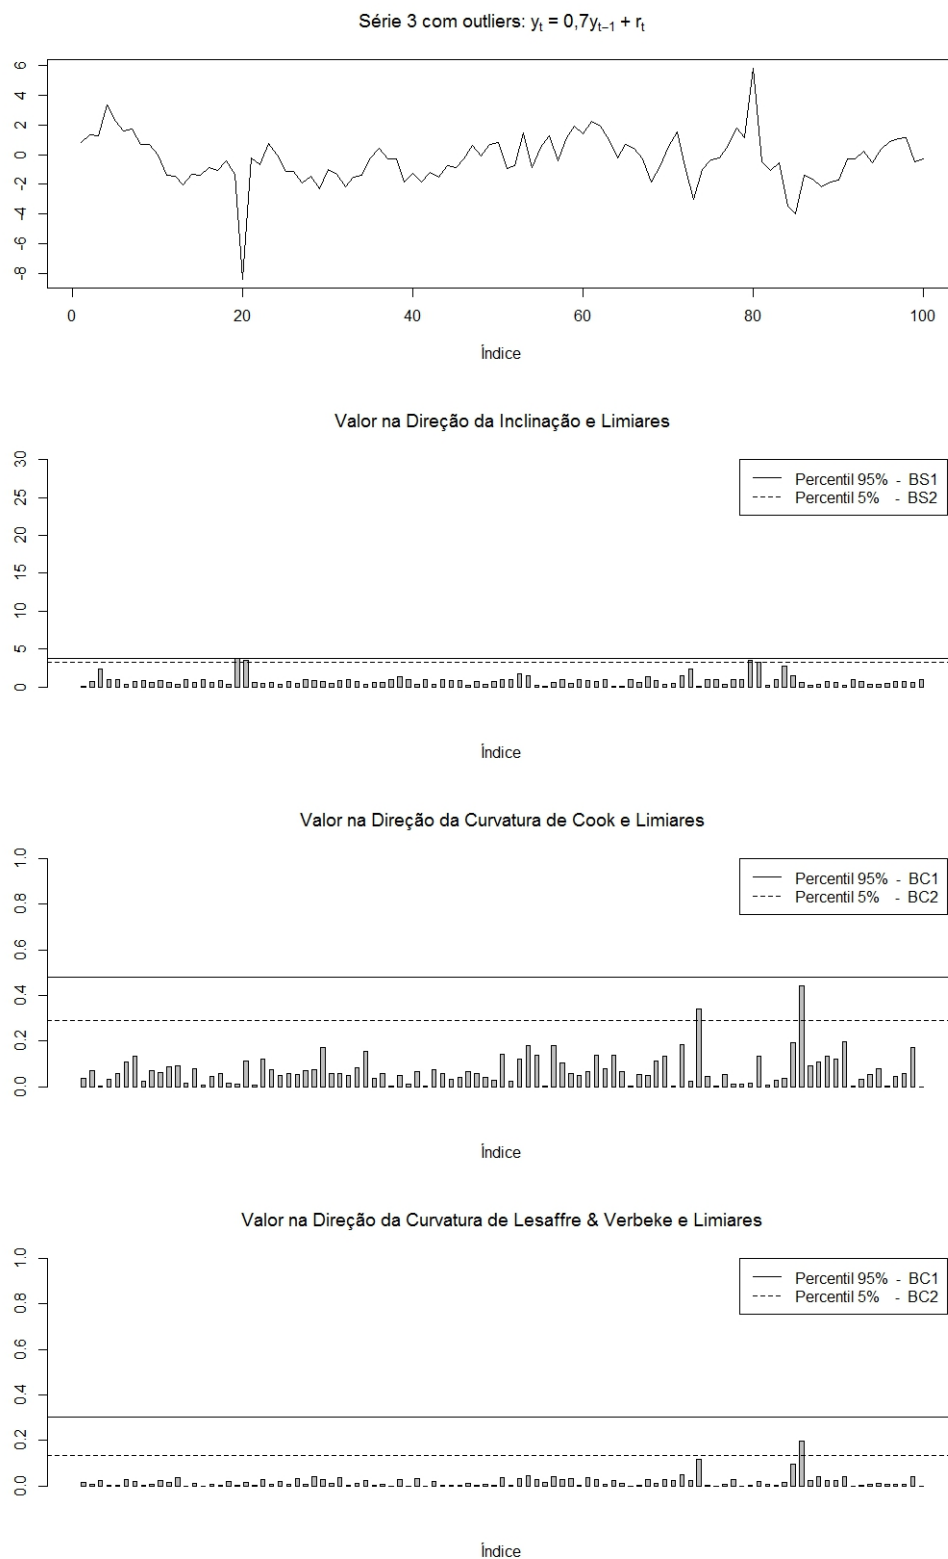 Série 3 com outliers: yt = 0,7yt−1 + rt
6
4
2
0
-2
-4
-6
-8
0 20 40 60 80 100
Índice
Valor na Direção da Inclinação e Limiares
30
25
20
15
10
5
0
Percentil 95% - BS1
Percentil 5% - BS2
Índice
Valor na Direção da Curvatura de Cook e Limiares
1.0
0.8
0.6
0.4
0.2
0.0
Percentil 95% - BC1
Percentil 5% - BC2
Índice
Valor na Direção da Curvatura de Lesaffre & Verbeke e Limiares
1.0
0.8
0.6
0.4
0.2
0.0
Percentil 95% - BC1
Percentil 5% - BC2
Índice